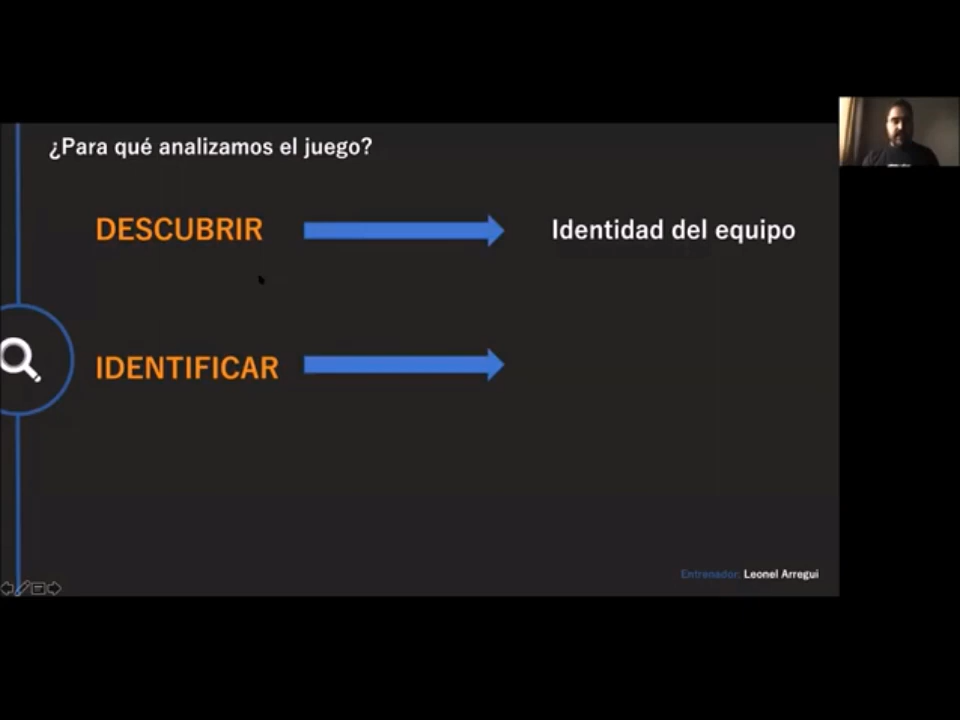 ¿Para qué analizamos el juego?
DESCUBRIR Identidad del equipo
IDENTIFICAR
Entrenador: Leonel Arregui